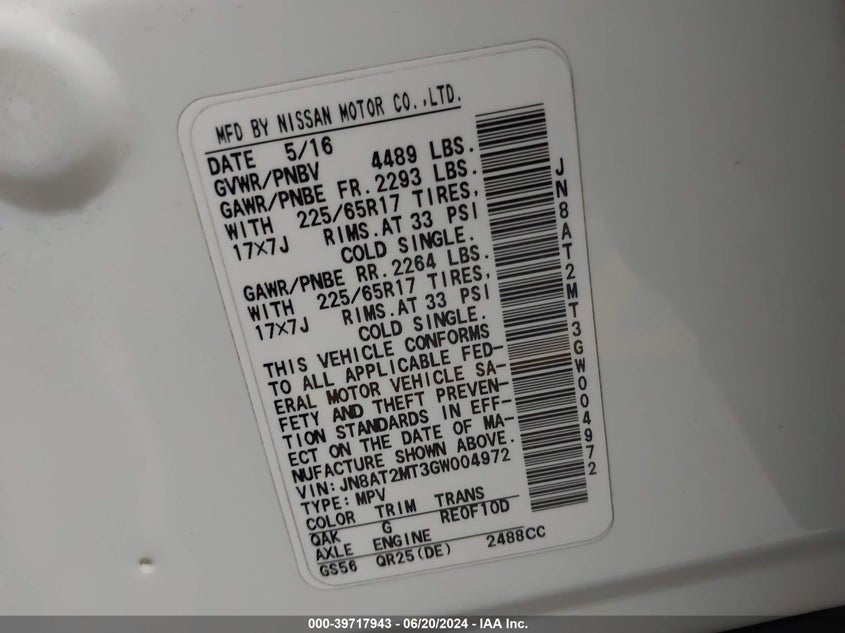 MFD BY NISSAN MOTOR CO.,LTD.
DATE 5/16
GVWR/PNBV 4489 LBS.
GAWR/PNBE FR. 2293 LBS.
WITH 225/65R17 TIRES,
17X7J RIMS.AT 33 PSI
COLD SINGLE.
GAWR/PNBE RR. 2264 LBS.
WITH 225/65R17 TIRES,
17X7J RIMS.AT 33 PSI
COLD SINGLE.
THIS VEHICLE CONFORMS
TO ALL APPLICABLE FED-
ERAL MOTOR VEHICLE SA-
FETY AND THEFT PREVEN-
TION STANDARDS IN EFF-
ECT ON THE DATE OF MA-
NUFACTURE SHOWN ABOVE.
VIN: JN8AT2MT3GW004972
TYPE: MPV
COLOR TRIM TRANS
QAK G RE0F10D
AXLE ENGINE
GS56 QR25(DE) 2488CC
JN8AT2MT3GW004972
000-39717943 - 06/20/2024 - IAA Inc.